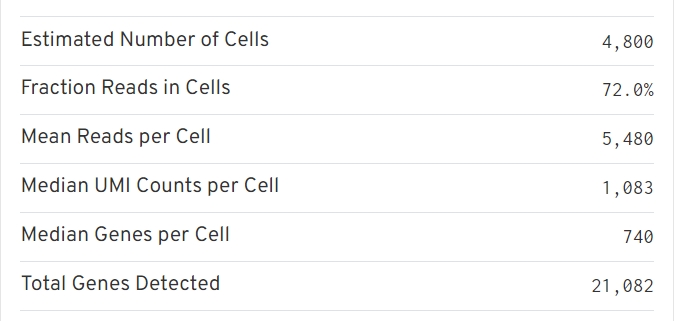 Estimated Number of Cells 4,800
Fraction Reads in Cells 72.0%
Mean Reads per Cell 5,480
Median UMI Counts per Cell 1,083
Median Genes per Cell 740
Total Genes Detected 21,082